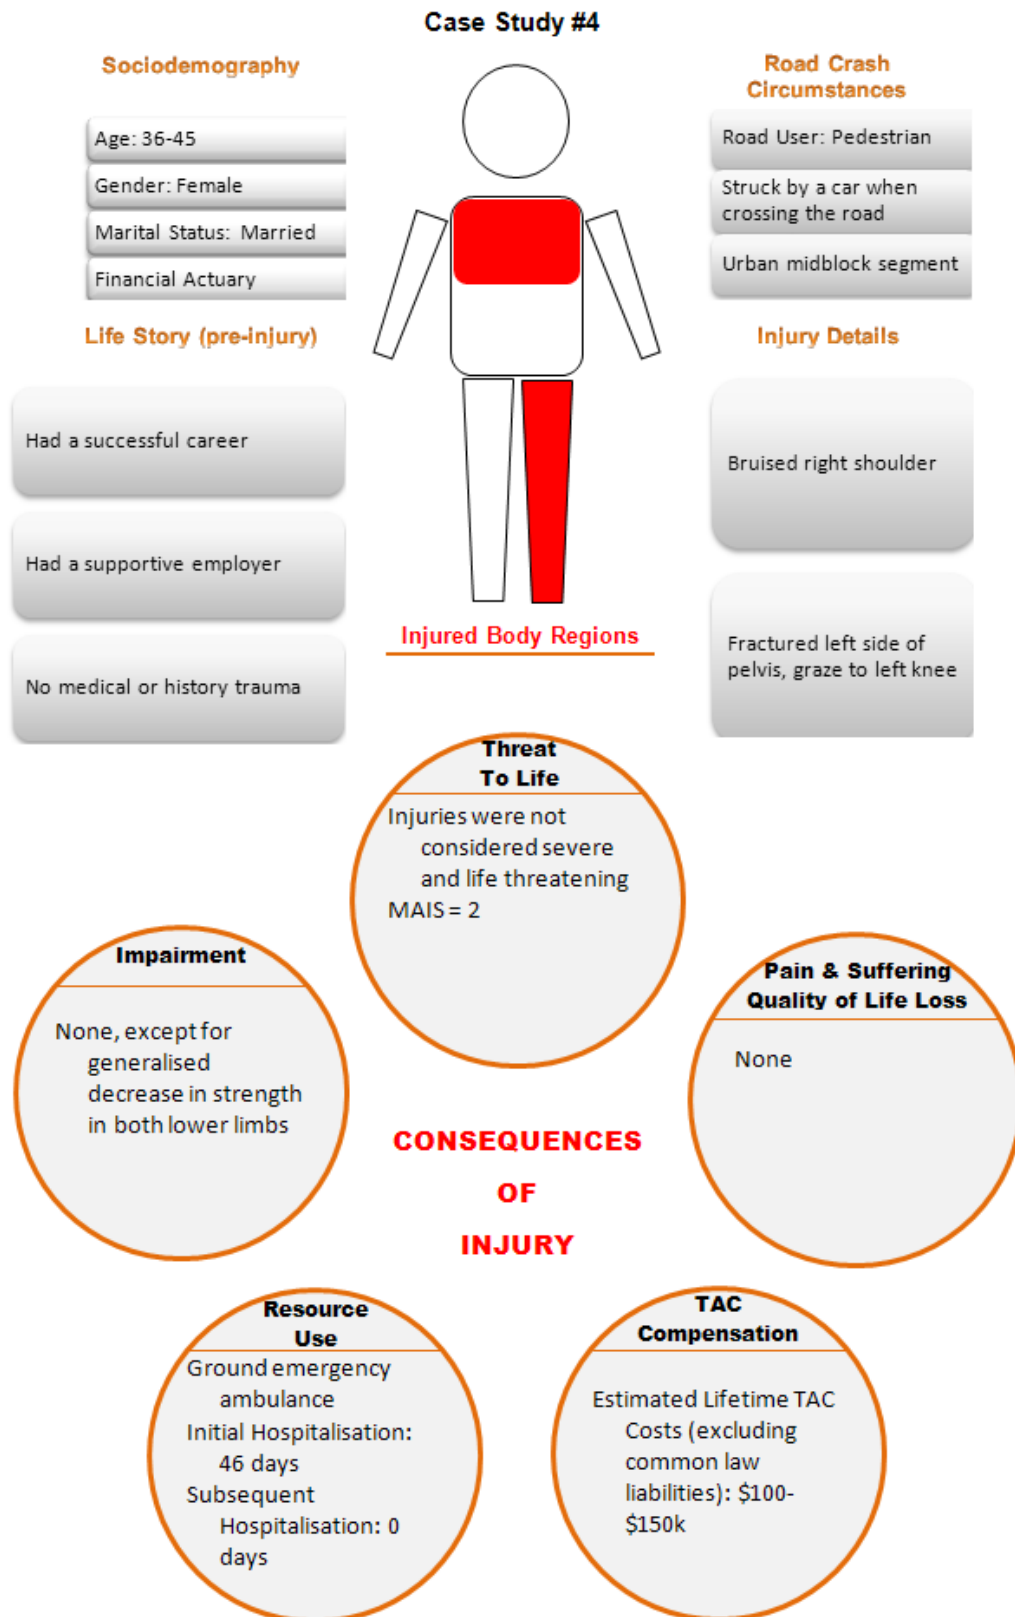 Case Study #4
Sociodemography
Age: 36-45
Gender: Female
Marital Status: Married
Financial Actuary
Road Crash
Circumstances
Road User: Pedestrian
Struck by a car when
crossing the road
Urban midblock segment
Life Story (pre-injury)
Had a successful career
Had a supportive employer
No medical or history trauma
Injury Details
Bruised right shoulder
Fractured left side of
pelvis, graze to left knee
Injured Body Regions
Threat
To Life
Injuries were not
considered severe
and life threatening
MAIS = 2
Impairment
None, except for
generalised
decrease in strength
in both lower limbs
Pain & Suffering
Quality of Life Loss
None
CONSEQUENCES
OF
INJURY
Resource
Use
Ground emergency
ambulance
Initial Hospitalisation:
46 days
Subsequent
Hospitalisation: 0
days
TAC
Compensation
Estimated Lifetime TAC
Costs (excluding
common law
liabilities): $100-
$150k